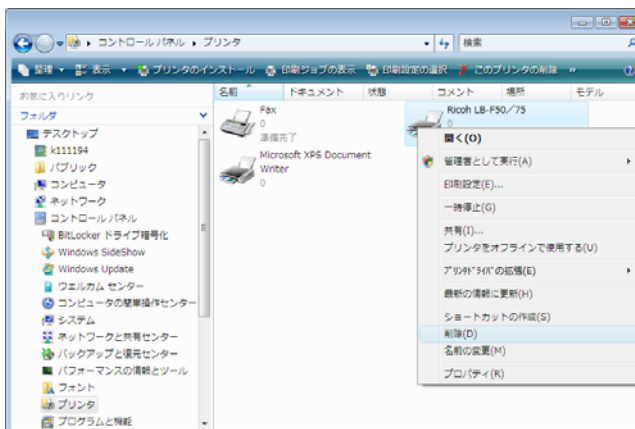 コントロール パネル ▸ プリンタ
検索
整理 表示 プリンタのインストール 印刷ジョブの表示 印刷設定の選択 このプリンタの削除 »
お気に入りリンク
名前 ドキュメント 状態 コメント 場所 モデル
フォルダ
デスクトップ
k111194
パブリック
コンピュータ
ネットワーク
コントロール パネル
BitLocker ドライブ暗号化
Windows SideShow
Windows Update
ウェルカム センター
コンピュータの簡単操作センター
システム
ネットワークと共有センター
バックアップと復元センター
パフォーマンスの情報とツール
フォント
プリンタ
プログラムと機能
Fax
0
準備完了
Microsoft XPS Document
Writer
0
Ricoh LB-F50/75
0
開く(O)
管理者として実行(A)
印刷設定(E)...
一時停止(G)
共有(I)...
プリンタをオフラインで使用する(U)
プリンタドライバの拡張(E)
最新の情報に更新(H)
ショートカットの作成(S)
削除(D)
名前の変更(M)
プロパティ(R)